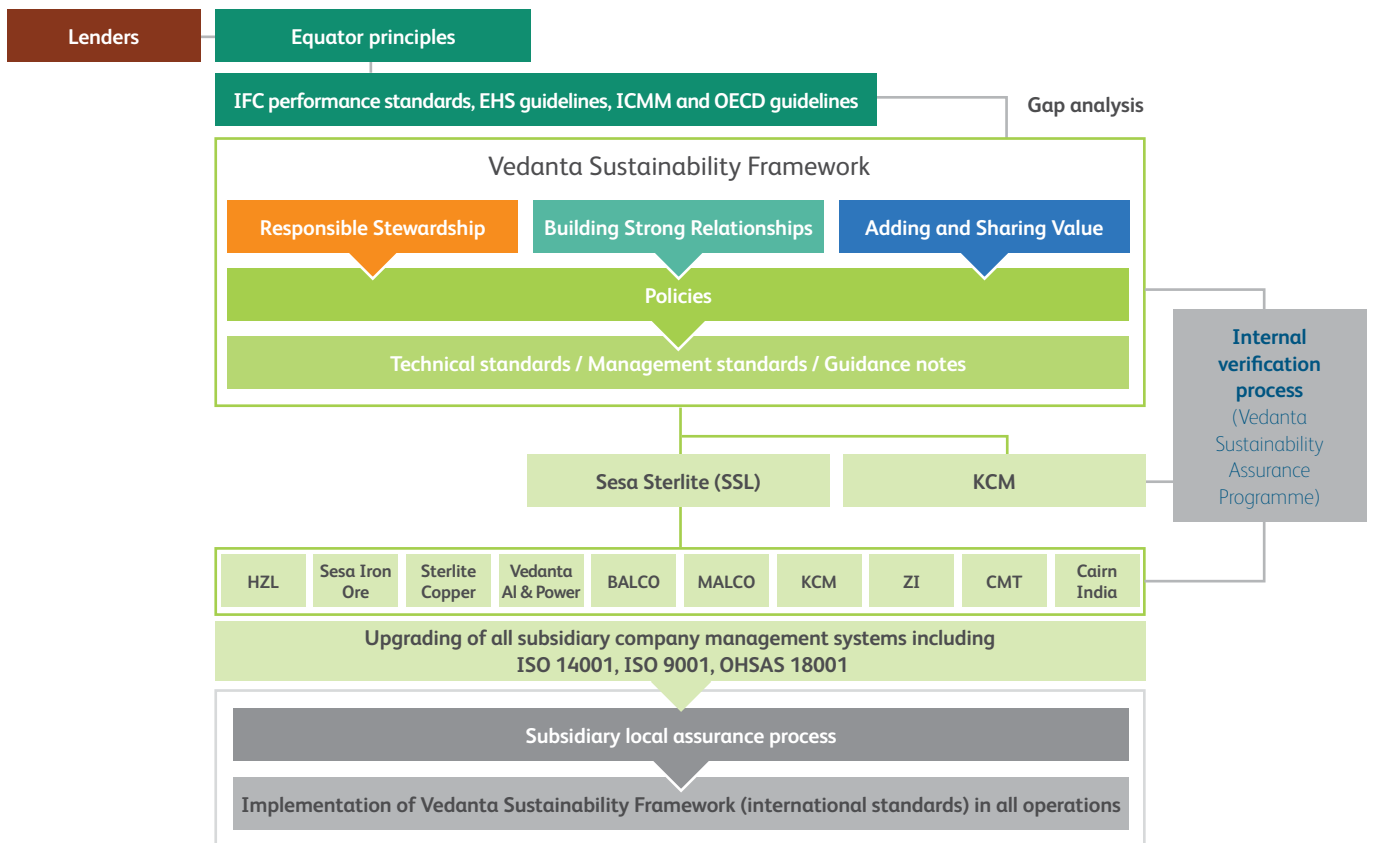 Lenders
Equator principles
IFC performance standards, EHS guidelines, ICMM and OECD guidelines
Gap analysis
Vedanta Sustainability Framework
Responsible Stewardship
Building Strong Relationships
Adding and Sharing Value
Policies
Technical standards / Management standards / Guidance notes
Internal
verification
process
(Vedanta
Sustainability
Assurance
Programme)
Sesa Sterlite (SSL)
KCM
HZL
Sesa Iron
Ore
Sterlite
Copper
Vedanta
Al & Power
BALCO
MALCO
KCM
ZI
CMT
Cairn
India
Upgrading of all subsidiary company management systems including
ISO 14001, ISO 9001, OHSAS 18001
Subsidiary local assurance process
Implementation of Vedanta Sustainability Framework (international standards) in all operations